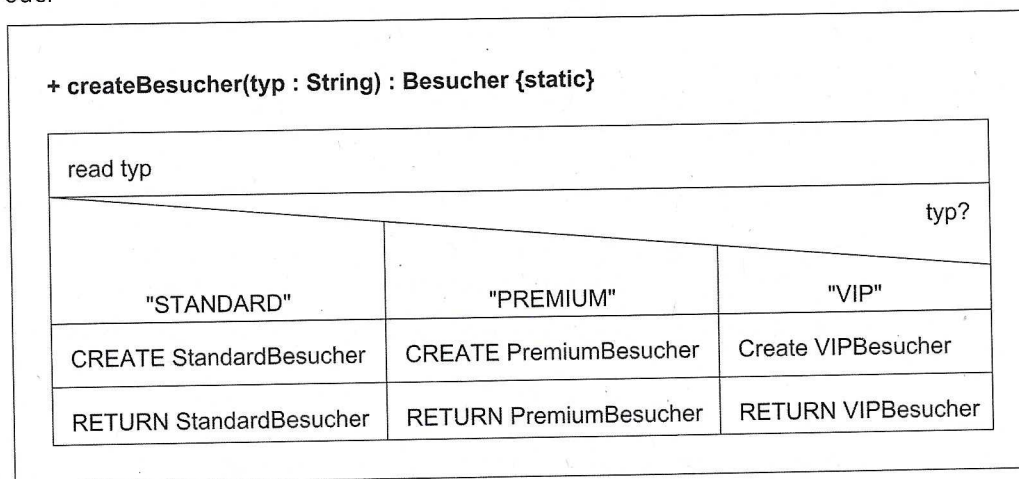 oder
+ createBesucher(typ : String) : Besucher {static}
read typ
typ?
"STANDARD" "PREMIUM" "VIP"
CREATE StandardBesucher CREATE PremiumBesucher Create VIPBesucher
RETURN StandardBesucher RETURN PremiumBesucher RETURN VIPBesucher